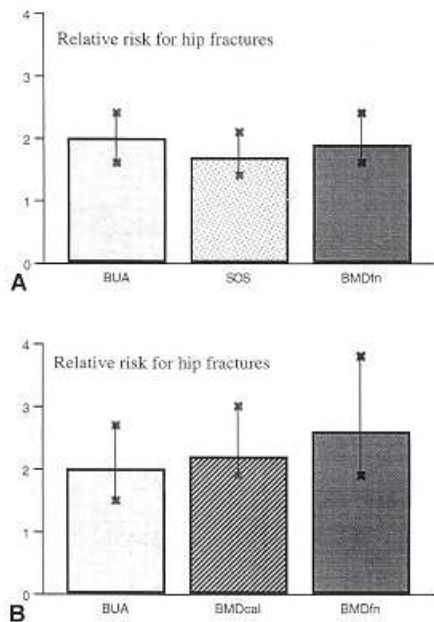 4
Relative risk for hip fractures
3
2
1
0
A
BUA SOS BMDfn
4
Relative risk for hip fractures
3
2
1
0
B
BUA BMDcal BMDfn